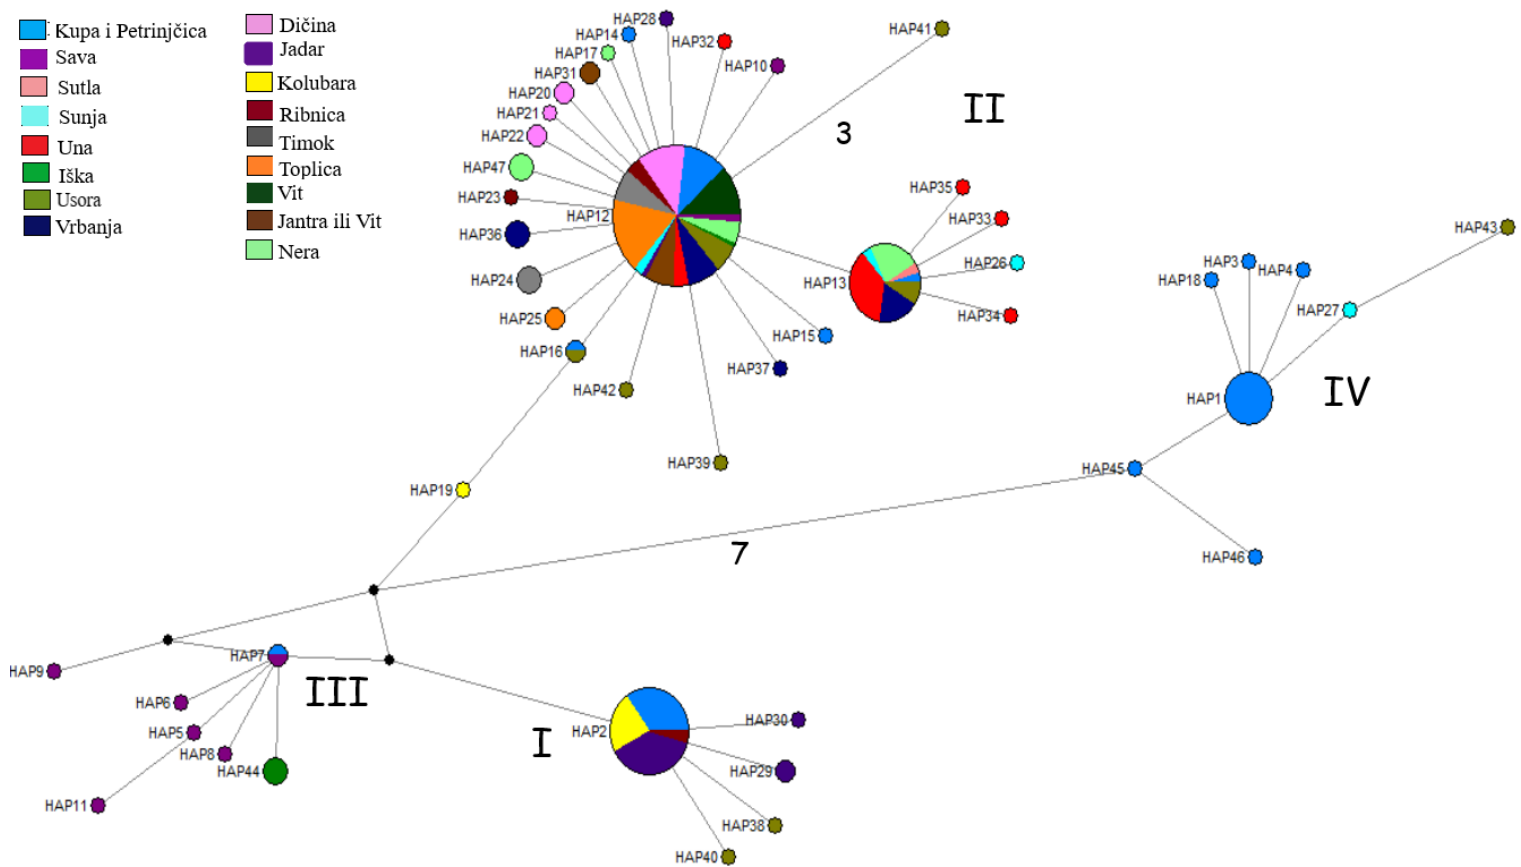 Kupa i Petrinjčica
Sava
Sutla
Sunja
Una
Iška
Usora
Vrbanja
Dičina
Jadar
Kolubara
Ribnica
Timok
Toplica
Vit
Jantra ili Vit
Nera
HAP28
HAP14
HAP17
HAP31
HAP20
HAP21
HAP22
HAP47
HAP23
HAP12
HAP36
HAP24
HAP25
HAP16
HAP42
HAP39
HAP19
HAP32
HAP10
HAP41
3
II
HAP35
HAP33
HAP26
HAP13
HAP34
HAP15
HAP37
HAP43
HAP3
HAP18
HAP4
HAP27
HAP1
IV
HAP45
HAP46
7
HAP9
HAP7
HAP6
III
HAP5
HAP8
HAP44
HAP11
I
HAP2
HAP30
HAP29
HAP38
HAP40